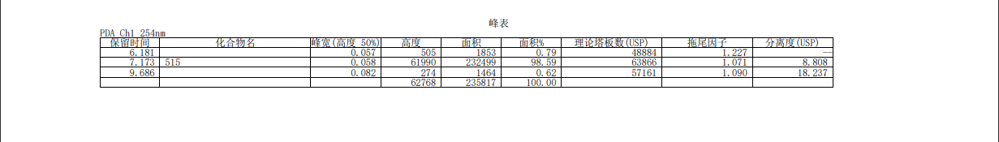 峰表
PDA Ch1 254nm
保留时间 化合物名 峰宽(高度 50%) 高度 面积 面积% 理论塔板数(USP) 拖尾因子 分离度(USP)
6.181 0.057 505 1853 0.79 48884 1.227 --
7.173 515 0.058 61990 232499 98.59 63866 1.071 8.808
9.686 0.082 274 1464 0.62 57161 1.090 18.237
62768 235817 100.00